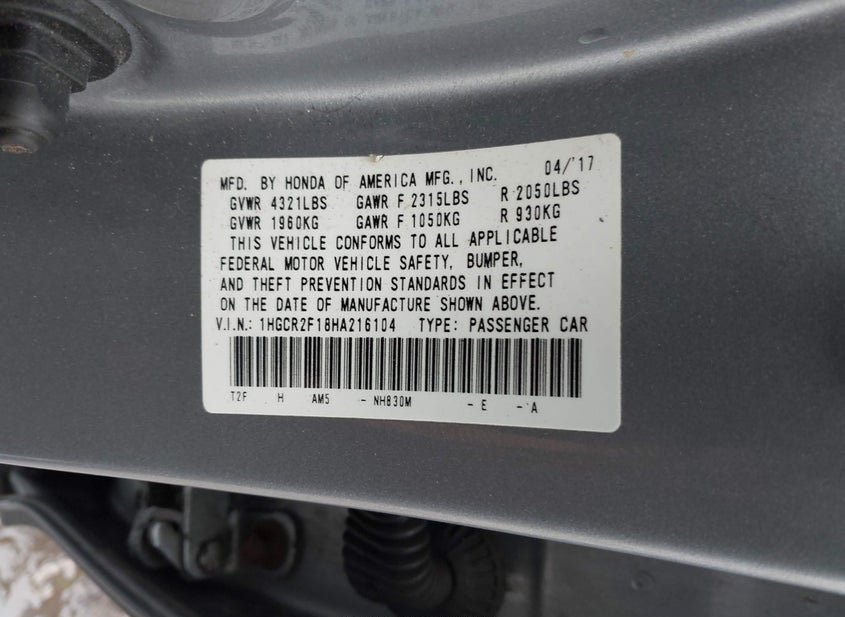 MFD. BY HONDA OF AMERICA MFG., INC. 04/'17
GVWR 4321LBS GAWR F 2315LBS R 2050LBS
GVWR 1960KG GAWR F 1050KG R 930KG
THIS VEHICLE CONFORMS TO ALL APPLICABLE
FEDERAL MOTOR VEHICLE SAFETY, BUMPER,
AND THEFT PREVENTION STANDARDS IN EFFECT
ON THE DATE OF MANUFACTURE SHOWN ABOVE.
V.I.N.: 1HGCR2F18HA216104 TYPE: PASSENGER CAR
T2F H AM5 - NH830M - E - A